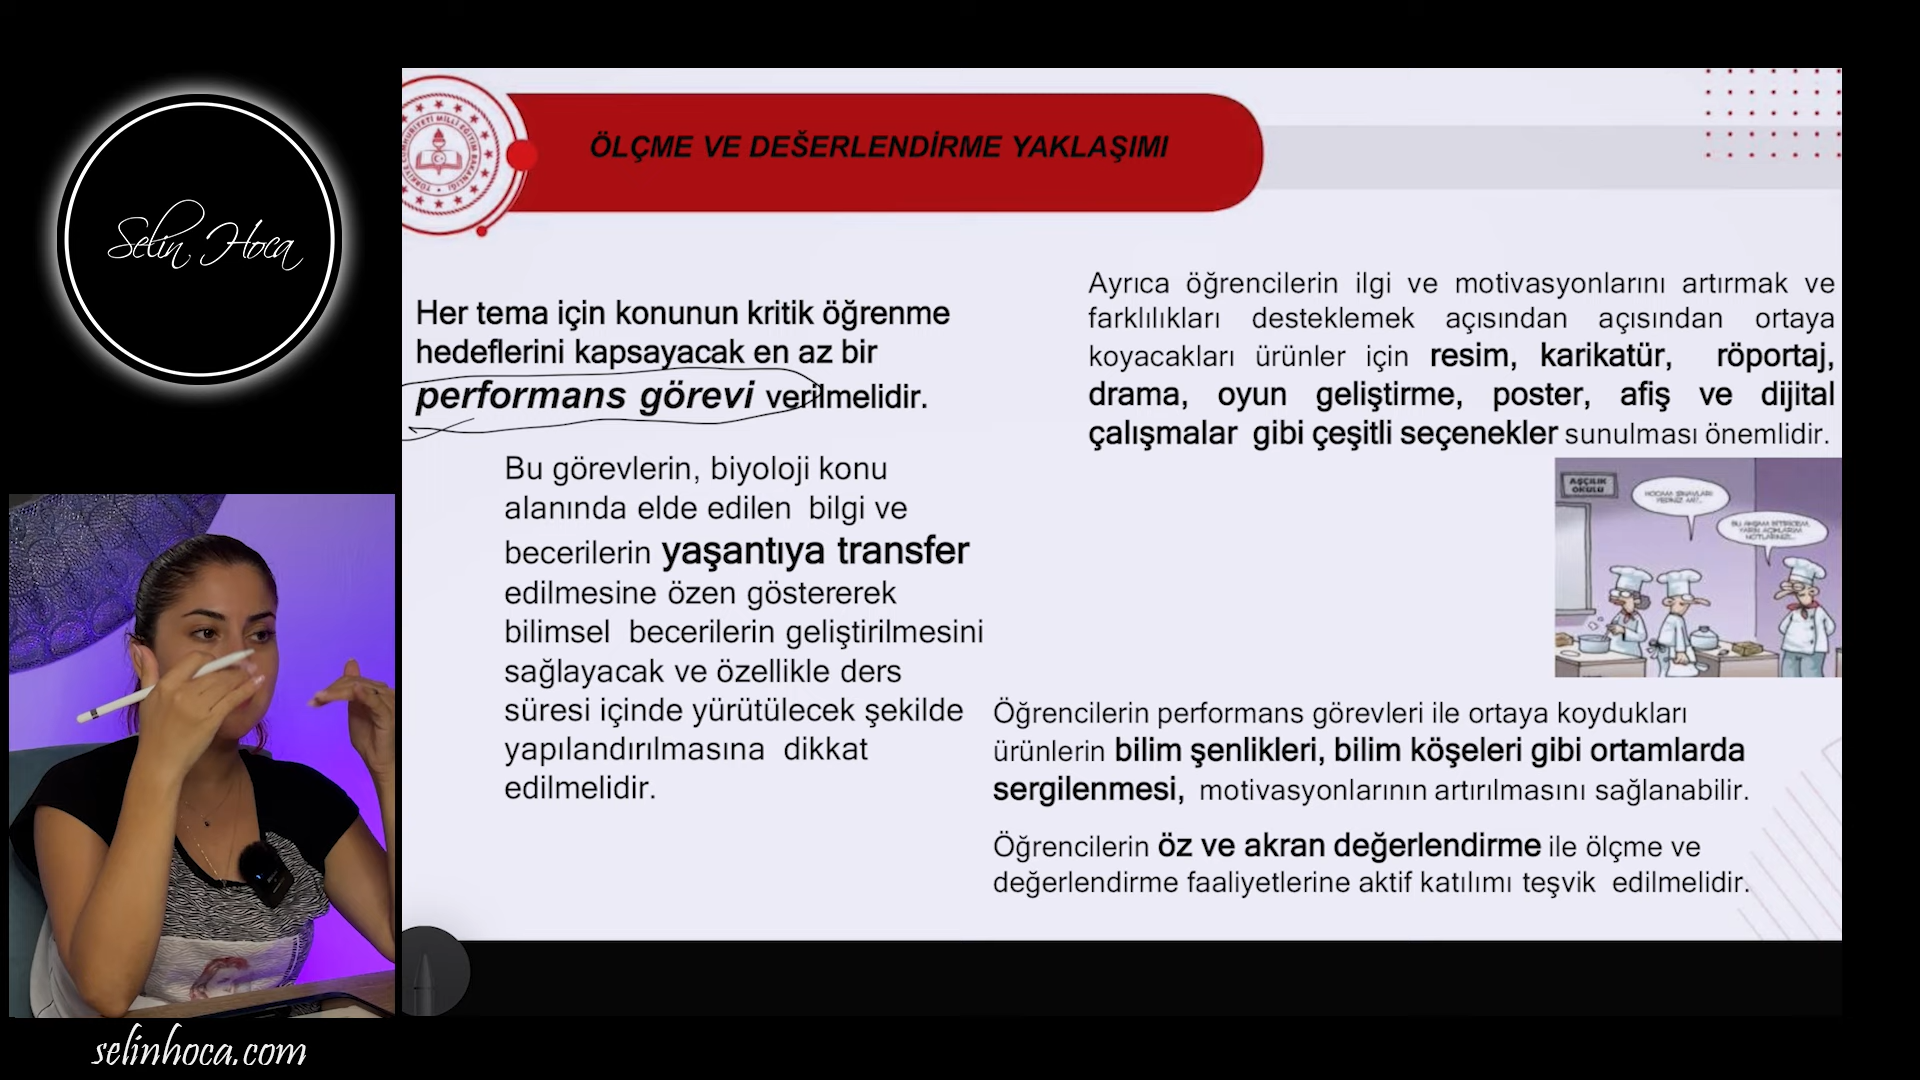 Selin Hoca
ÖLÇME VE DEŠERLENDİRME YAKLAŞIMI
Her tema için konunun kritik öğrenme
hedeflerini kapsayacak en az bir
performans görevi verilmelidir.
Bu görevlerin, biyoloji konu
alanında elde edilen bilgi ve
becerilerin yaşantıya transfer
edilmesine özen göstererek
bilimsel becerilerin geliştirilmesini
sağlayacak ve özellikle ders
süresi içinde yürütülecek şekilde
yapılandırılmasına dikkat
edilmelidir.
Ayrıca öğrencilerin ilgi ve motivasyonlarını artırmak ve
farklılıkları desteklemek açısından açısından ortaya
koyacakları ürünler için resim, karikatür, röportaj,
drama, oyun geliştirme, poster, afiş ve dijital
çalışmalar gibi çeşitli seçenekler sunulması önemlidir.
AŞÇILIK
OKULU
HOCAM SINAVLARI
Öğrencilerin performans görevleri ile ortaya koydukları
ürünlerin bilim şenlikleri, bilim köşeleri gibi ortamlarda
sergilenmesi, motivasyonlarının artırılmasını sağlanabilir.
Öğrencilerin öz ve akran değerlendirme ile ölçme ve
değerlendirme faaliyetlerine aktif katılımı teşvik edilmelidir.
selinhoca.com